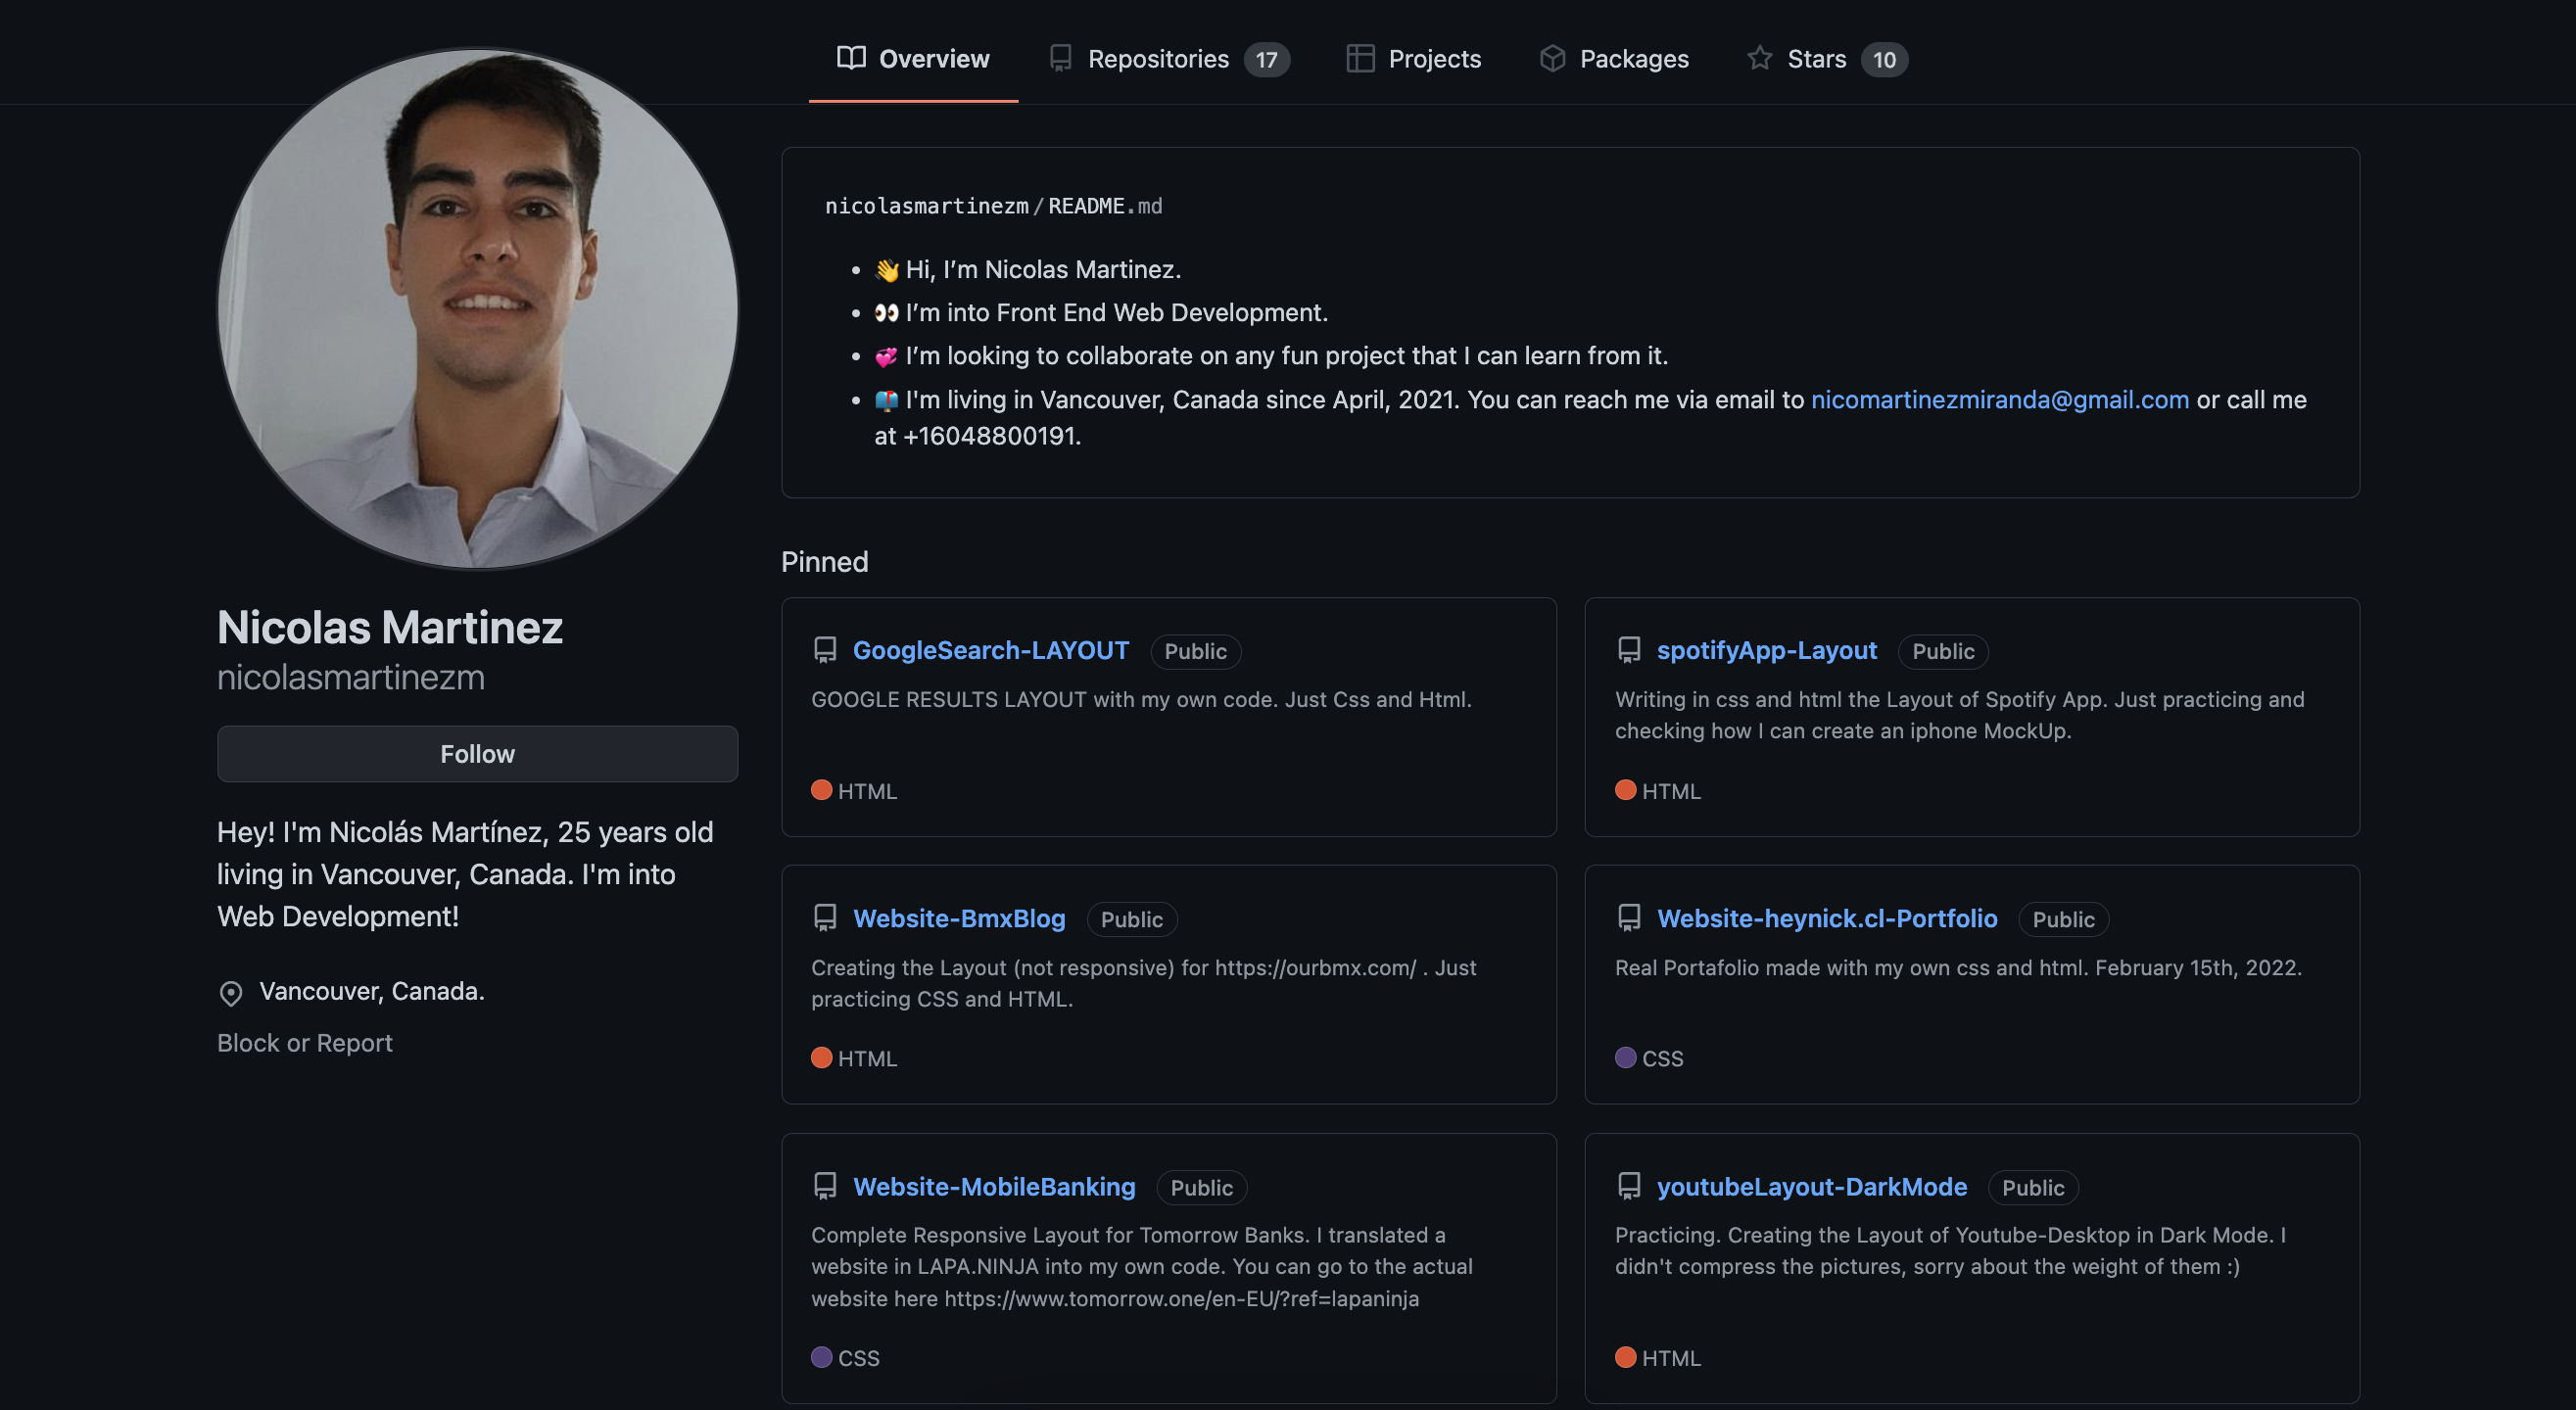 Overview
Repositories 17
Projects
Packages
Stars 10
Nicolas Martinez
nicolasmartinezm
Follow
Hey! I'm Nicolás Martínez, 25 years old
living in Vancouver, Canada. I'm into
Web Development!
Vancouver, Canada.
Block or Report
nicolasmartinezm/README.md
• 👋 Hi, I’m Nicolas Martinez.
• 👀 I’m into Front End Web Development.
• 💞️ I’m looking to collaborate on any fun project that I can learn from it.
• 📫 I'm living in Vancouver, Canada since April, 2021. You can reach me via email to nicomartinezmiranda@gmail.com or call me
at +16048800191.
Pinned
GoogleSearch-LAYOUT Public
GOOGLE RESULTS LAYOUT with my own code. Just Css and Html.
HTML
spotifyApp-Layout Public
Writing in css and html the Layout of Spotify App. Just practicing and
checking how I can create an iphone MockUp.
HTML
Website-BmxBlog Public
Creating the Layout (not responsive) for https://ourbmx.com/ . Just
practicing CSS and HTML.
HTML
Website-heynick.cl-Portfolio Public
Real Portafolio made with my own css and html. February 15th, 2022.
CSS
Website-MobileBanking Public
Complete Responsive Layout for Tomorrow Banks. I translated a
website in LAPA.NINJA into my own code. You can go to the actual
website here https://www.tomorrow.one/en-EU/?ref=lapaninja
CSS
youtubeLayout-DarkMode Public
Practicing. Creating the Layout of Youtube-Desktop in Dark Mode. I
didn't compress the pictures, sorry about the weight of them :)
HTML